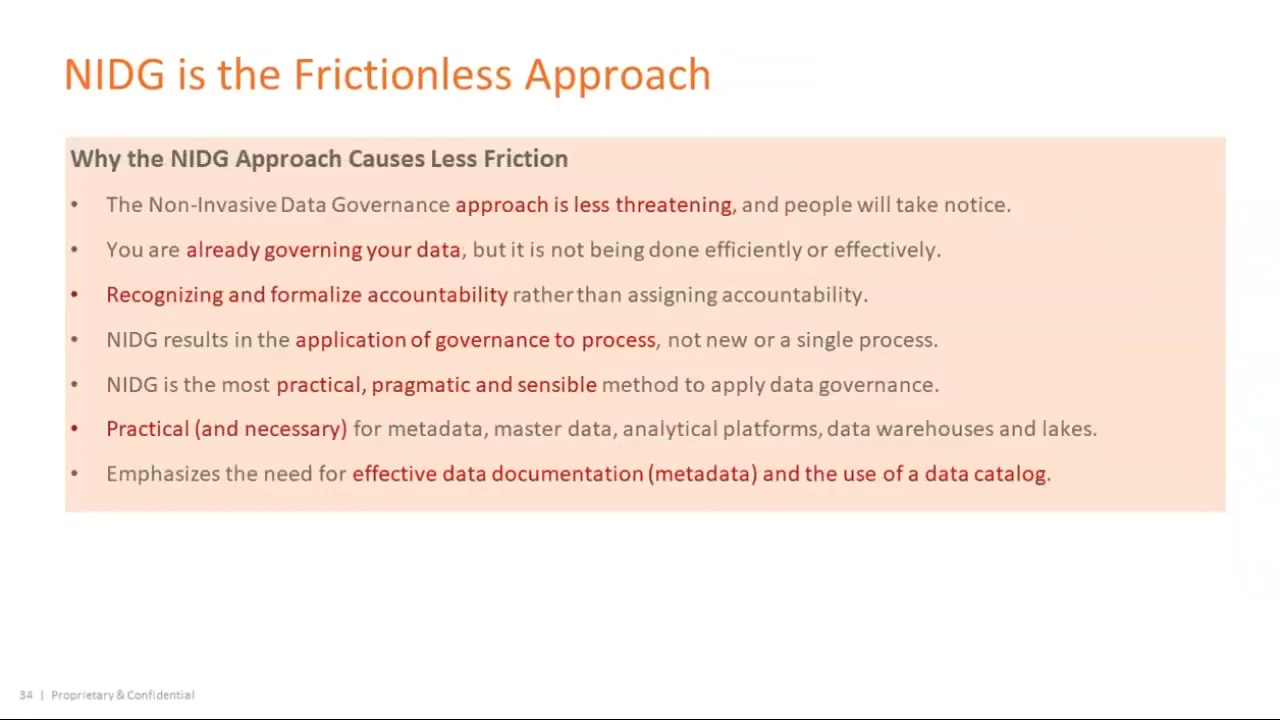 NIDG is the Frictionless Approach
Why the NIDG Approach Causes Less Friction
• The Non-Invasive Data Governance approach is less threatening, and people will take notice.
• You are already governing your data, but it is not being done efficiently or effectively.
• Recognizing and formalize accountability rather than assigning accountability.
• NIDG results in the application of governance to process, not new or a single process.
• NIDG is the most practical, pragmatic and sensible method to apply data governance.
• Practical (and necessary) for metadata, master data, analytical platforms, data warehouses and lakes.
• Emphasizes the need for effective data documentation (metadata) and the use of a data catalog.
34 | Proprietary & Confidential